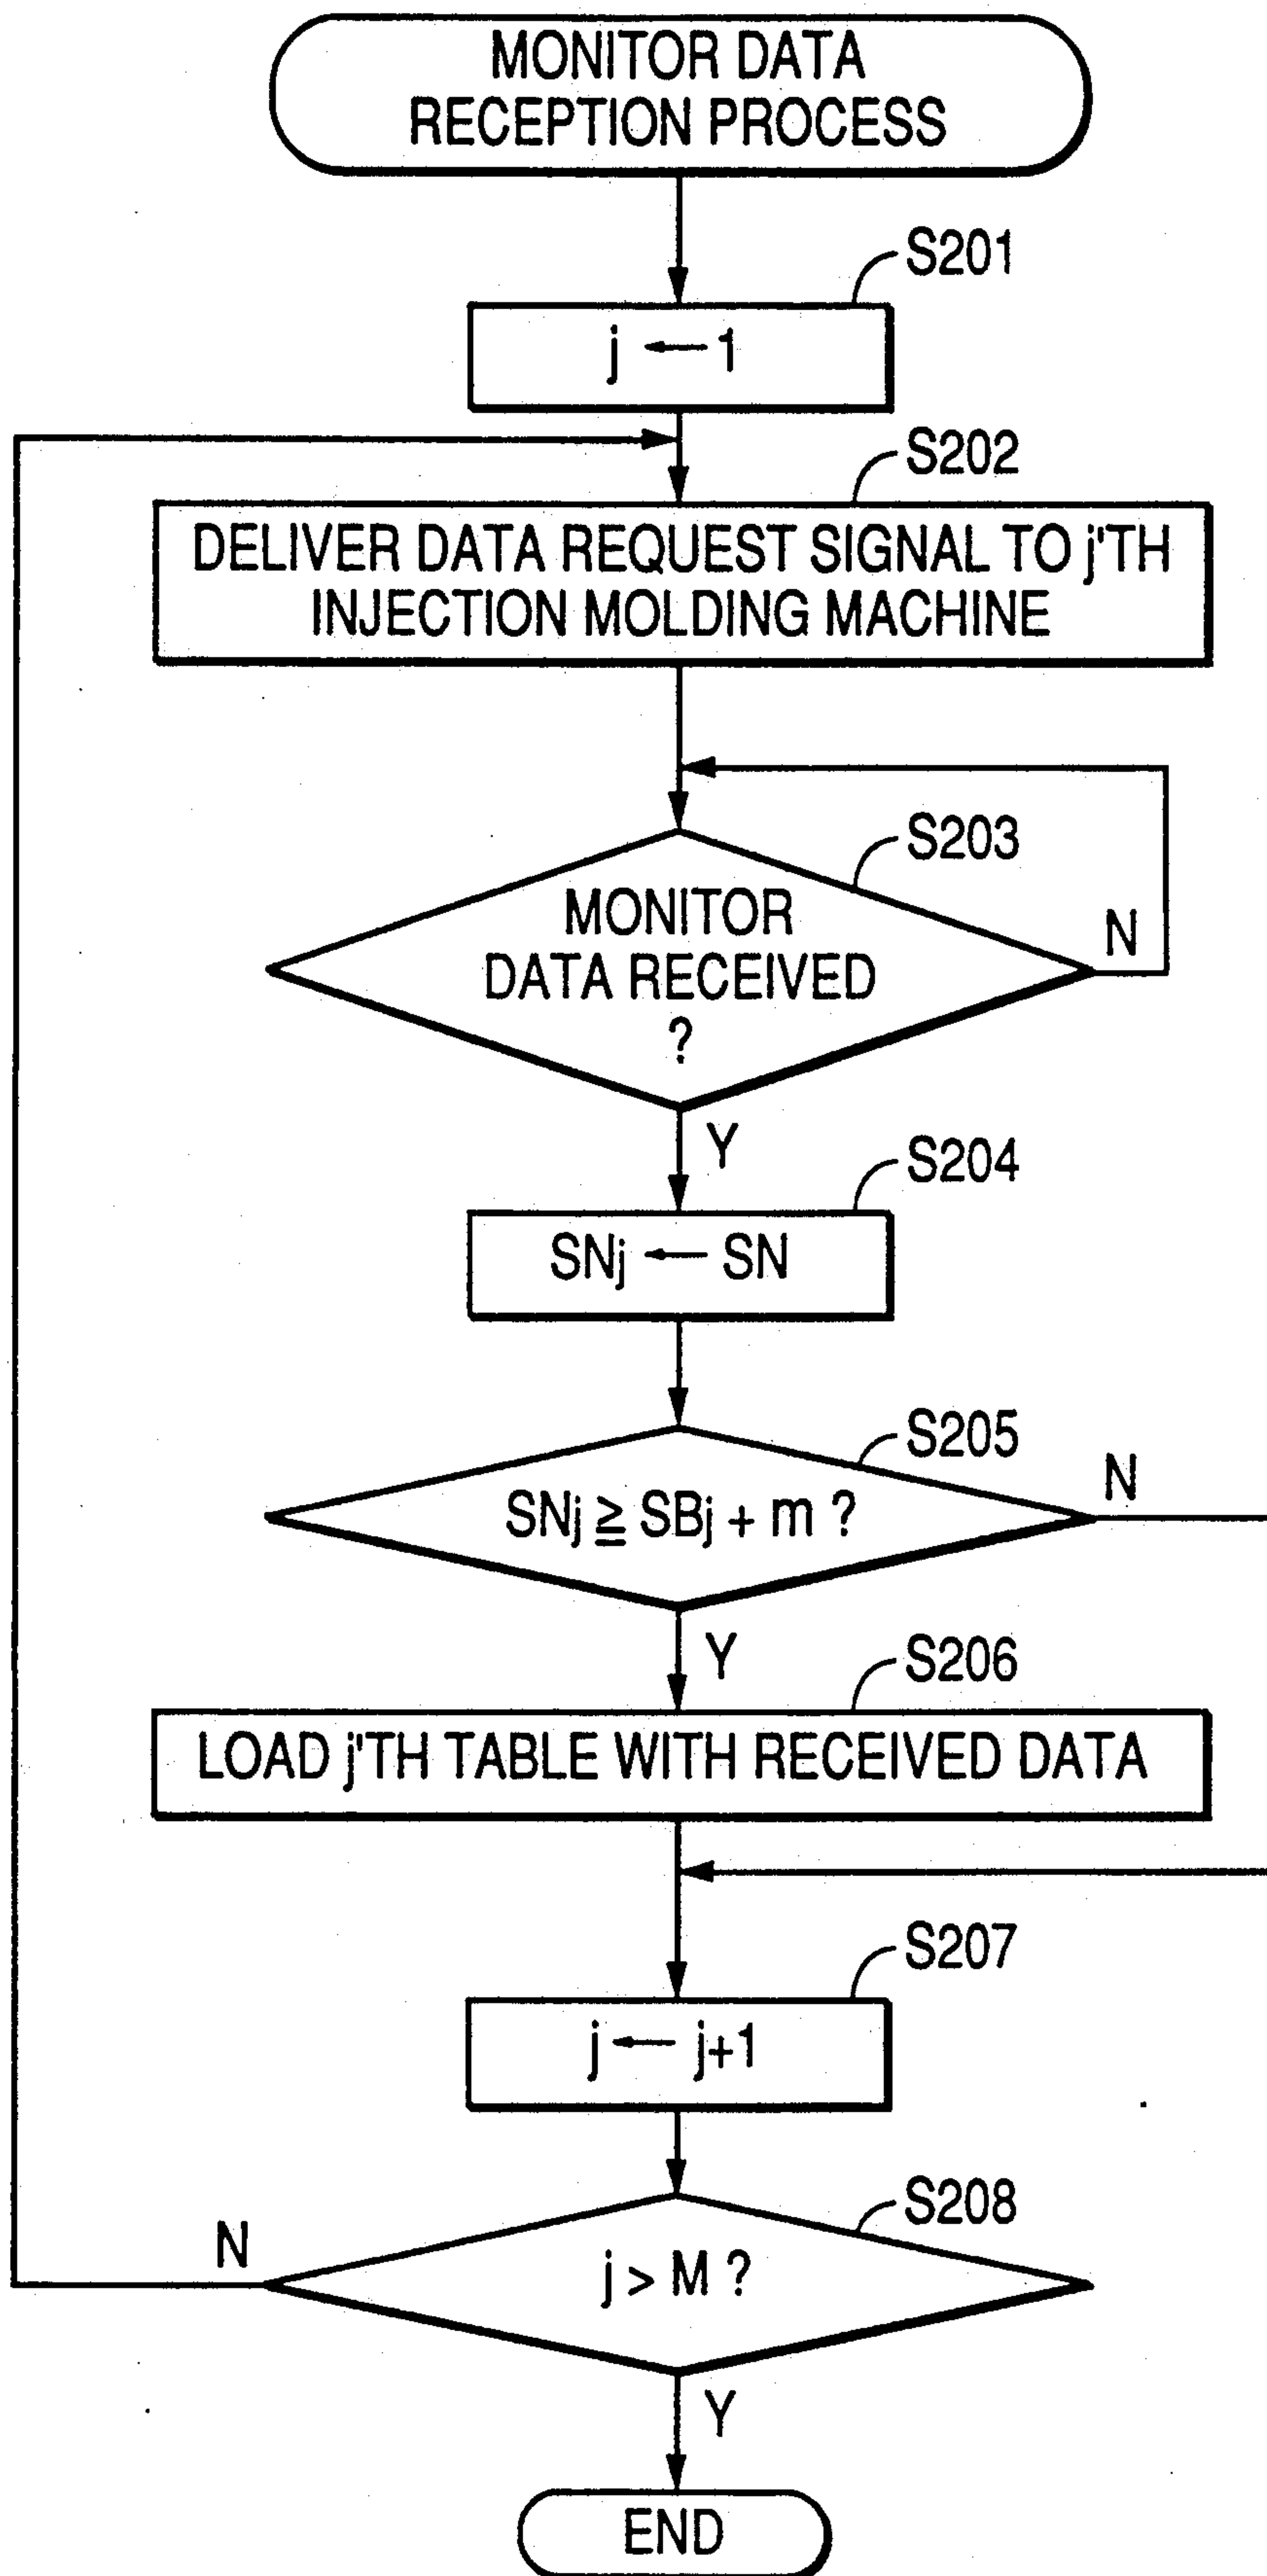 MONITOR DATA
RECEPTION PROCESS
S201
j ← 1
S202
DELIVER DATA REQUEST SIGNAL TO j'TH
INJECTION MOLDING MACHINE
S203
MONITOR
DATA RECEIVED
?
N
Y
S204
SNj ← SN
S205
SNj ≧ SBj + m ?
N
Y
S206
LOAD j'TH TABLE WITH RECEIVED DATA
S207
j ← j+1
S208
j > M ?
N
Y
END